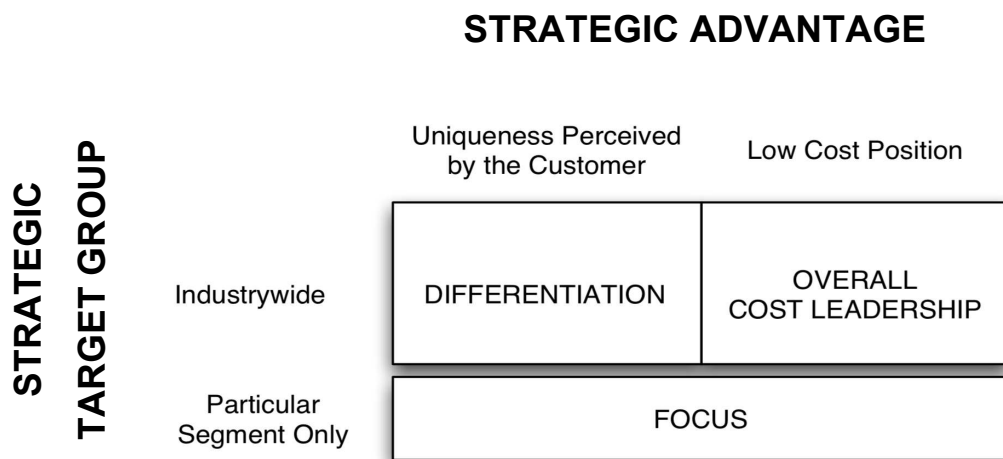 STRATEGIC ADVANTAGE
Uniqueness Perceived
by the Customer
Low Cost Position
STRATEGIC
TARGET GROUP
Industrywide
DIFFERENTIATION
OVERALL
COST LEADERSHIP
Particular
Segment Only
FOCUS